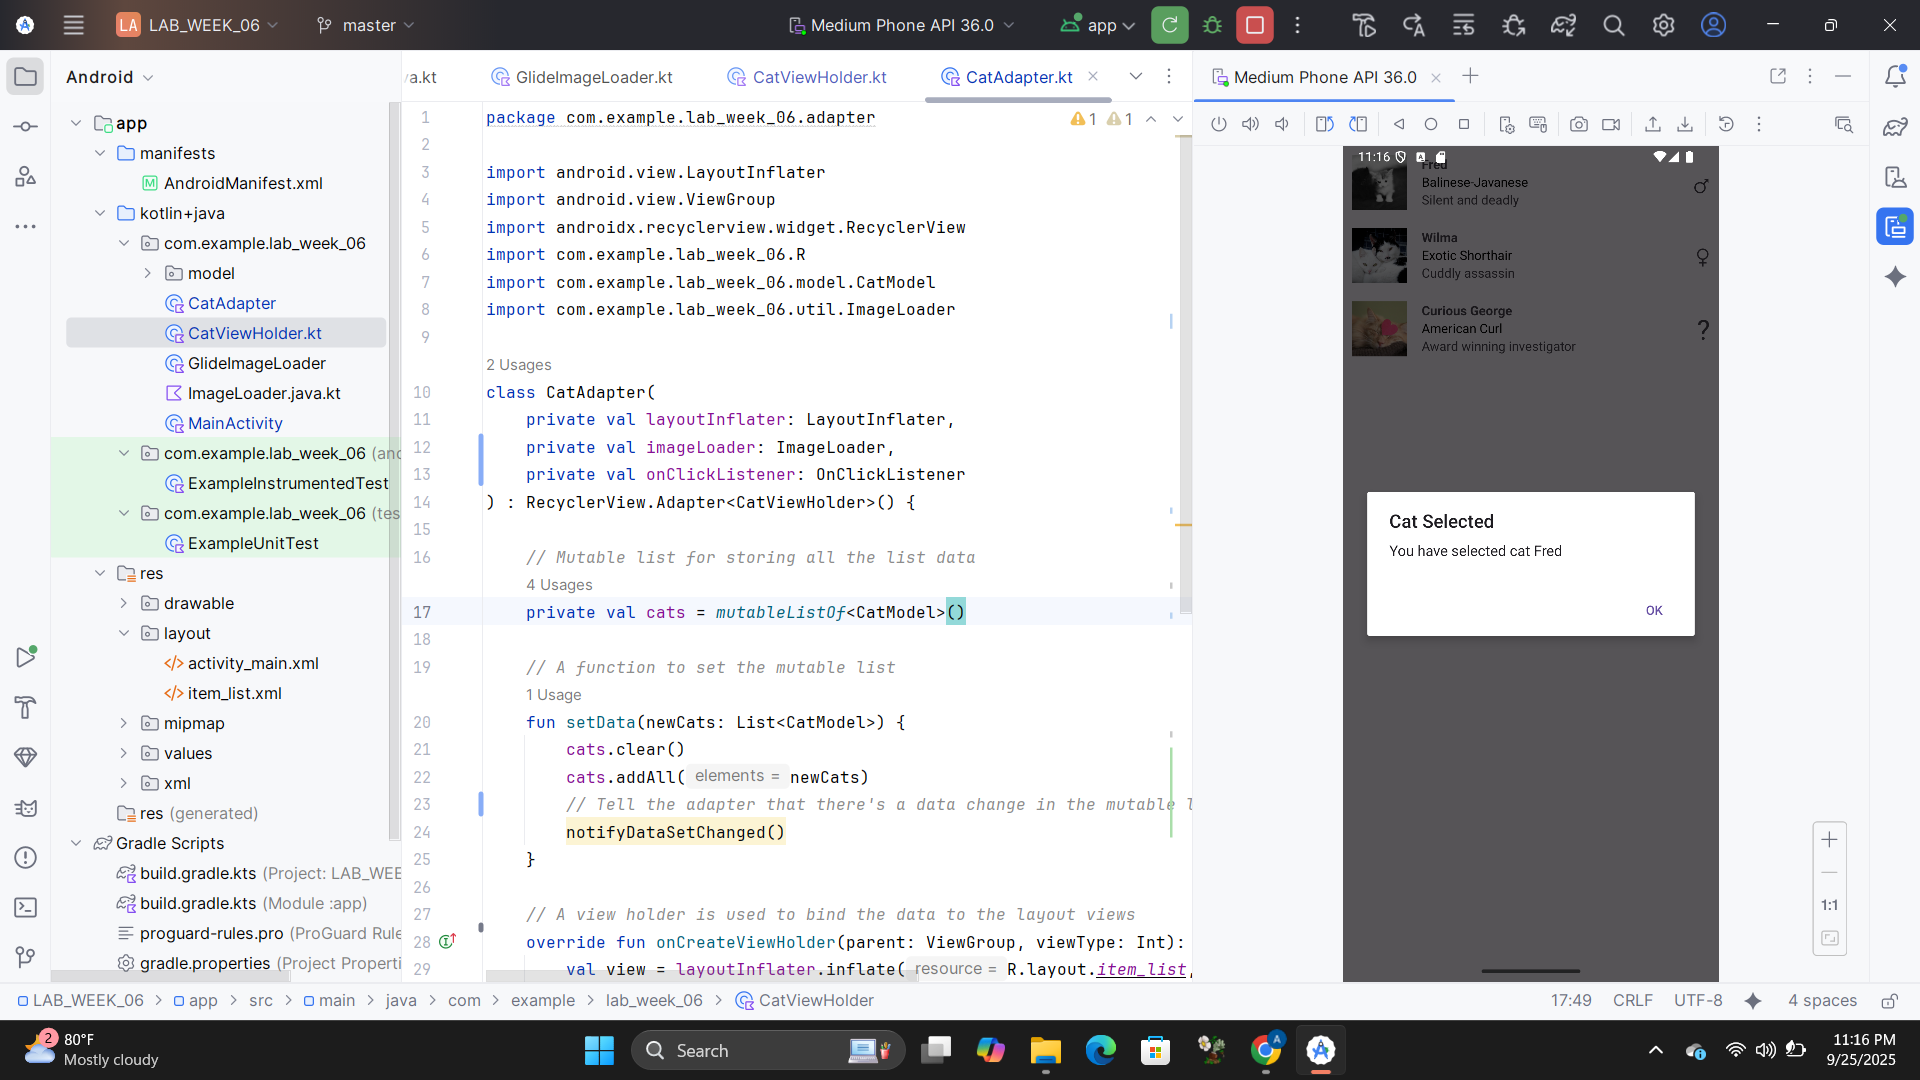 LA LAB_WEEK_06
master
Medium Phone API 36.0
app
Android
app
manifests
AndroidManifest.xml
kotlin+java
com.example.lab_week_06
model
CatAdapter
CatViewHolder.kt
GlideImageLoader
ImageLoader.java.kt
MainActivity
com.example.lab_week_06 (and
ExampleInstrumentedTest
com.example.lab_week_06 (tes
ExampleUnitTest
res
drawable
layout
activity_main.xml
item_list.xml
mipmap
values
xml
res (generated)
Gradle Scripts
build.gradle.kts (Project: LAB_WEE
build.gradle.kts (Module :app)
proguard-rules.pro (ProGuard Rule
gradle.properties (Project Properti
/a.kt
GlideImageLoader.kt
CatViewHolder.kt
CatAdapter.kt
1 1
1 package com.example.lab_week_06.adapter
2
3 import android.view.LayoutInflater
4 import android.view.ViewGroup
5 import androidx.recyclerview.widget.RecyclerView
6 import com.example.lab_week_06.R
7 import com.example.lab_week_06.model.CatModel
8 import com.example.lab_week_06.util.ImageLoader
9
2 Usages
10 class CatAdapter(
11 private val layoutInflater: LayoutInflater,
12 private val imageLoader: ImageLoader,
13 private val onClickListener: OnClickListener
14 ) : RecyclerView.Adapter<CatViewHolder>() {
15
16 // Mutable list for storing all the list data
4 Usages
17 private val cats = mutableListOf<CatModel>()
18
19 // A function to set the mutable list
1 Usage
20 fun setData(newCats: List<CatModel>) {
21 cats.clear()
22 cats.addAll( elements = newCats)
23 // Tell the adapter that there's a data change in the mutable l
24 notifyDataSetChanged()
25 }
26
27 // A view holder is used to bind the data to the layout views
28 override fun onCreateViewHolder(parent: ViewGroup, viewType: Int):
29 val view = layoutInflater.inflate( resource = R.layout.item_list,
Medium Phone API 36.0
11:16
Fred
Balinese-Javanese
Silent and deadly
Wilma
Exotic Shorthair
Cuddly assassin
Curious George
American Curl
Award winning investigator
?
Cat Selected
You have selected cat Fred
OK
1:1
LAB_WEEK_06 > app > src > main > java > com > example > lab_week_06 > CatViewHolder
17:49 CRLF UTF-8 4 spaces
2
80°F
Mostly cloudy
Search
A
11:16 PM
9/25/2025